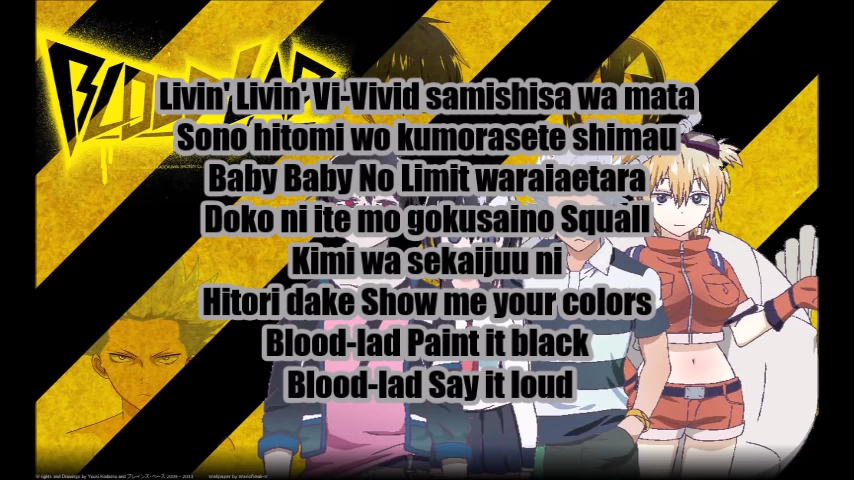 BLOOD LAD
Livin' Livin' Vi-Vivid samishisa wa mata
Sono hitomi wo kumorasete shimau
Baby Baby No Limit waraiaetara
Doko ni ite mo gokusaino Squall
Kimi wa sekaijuu ni
Hitori dake Show me your colors
Blood-lad Paint it black
Blood-lad Say it loud